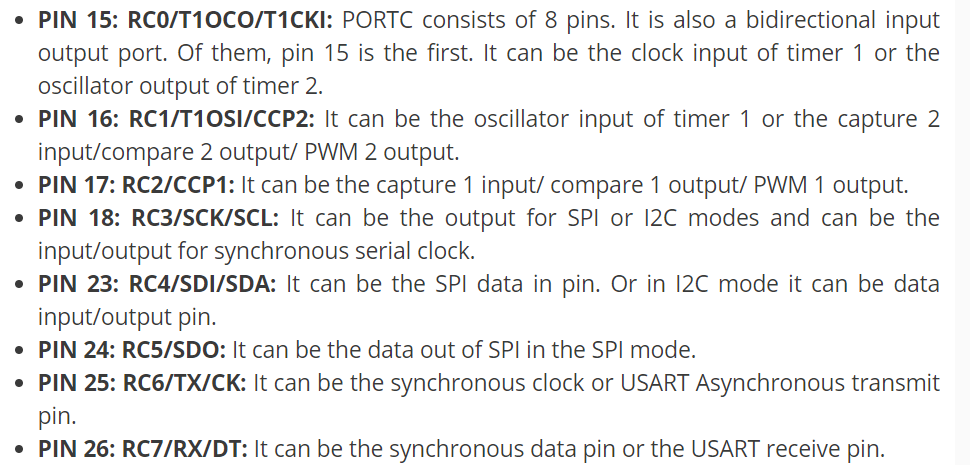 • PIN 15: RC0/T1OCO/T1CKI: PORTC consists of 8 pins. It is also a bidirectional input
output port. Of them, pin 15 is the first. It can be the clock input of timer 1 or the
oscillator output of timer 2.
• PIN 16: RC1/T1OSI/CCP2: It can be the oscillator input of timer 1 or the capture 2
input/compare 2 output/ PWM 2 output.
• PIN 17: RC2/CCP1: It can be the capture 1 input/ compare 1 output/ PWM 1 output.
• PIN 18: RC3/SCK/SCL: It can be the output for SPI or I2C modes and can be the
input/output for synchronous serial clock.
• PIN 23: RC4/SDI/SDA: It can be the SPI data in pin. Or in I2C mode it can be data
input/output pin.
• PIN 24: RC5/SDO: It can be the data out of SPI in the SPI mode.
• PIN 25: RC6/TX/CK: It can be the synchronous clock or USART Asynchronous transmit
pin.
• PIN 26: RC7/RX/DT: It can be the synchronous data pin or the USART receive pin.